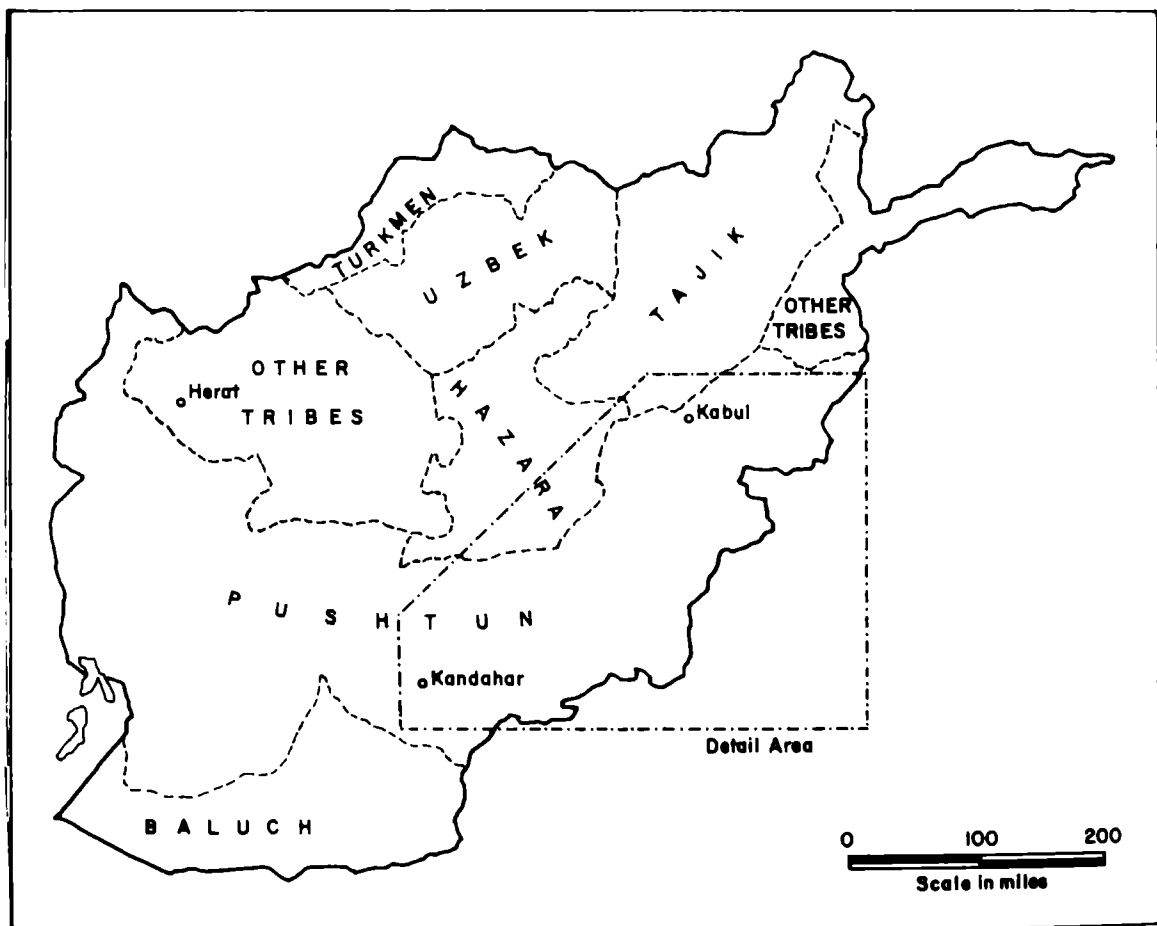 TURKMEN
UZBEK
TAJIK
OTHER
TRIBES
OTHER
TRIBES
Herat
HAZARA
Kabul
PUSHTUN
Kandahar
Detail Area
BALUCH
0 100 200
Scale in miles